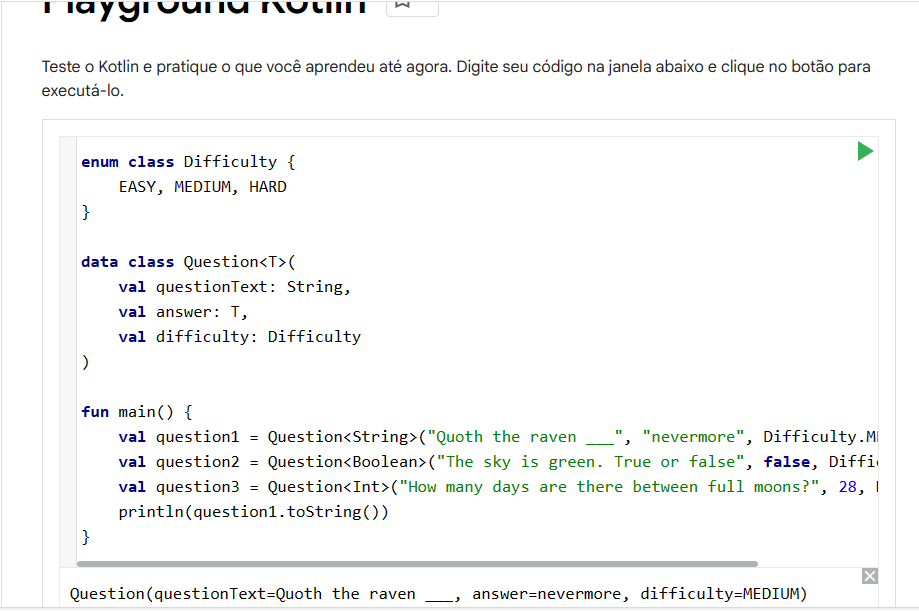 Playground Kotlin
Teste o Kotlin e pratique o que você aprendeu até agora. Digite seu código na janela abaixo e clique no botão para
executá-lo.
enum class Difficulty {
    EASY, MEDIUM, HARD
}
data class Question<T>(
    val questionText: String,
    val answer: T,
    val difficulty: Difficulty
)
fun main() {
    val question1 = Question<String>("Quoth the raven ___", "nevermore", Difficulty.M
    val question2 = Question<Boolean>("The sky is green. True or false", false, Diffi
    val question3 = Question<Int>("How many days are there between full moons?", 28,
    println(question1.toString())
}
Question(questionText=Quoth the raven ___, answer=nevermore, difficulty=MEDIUM)